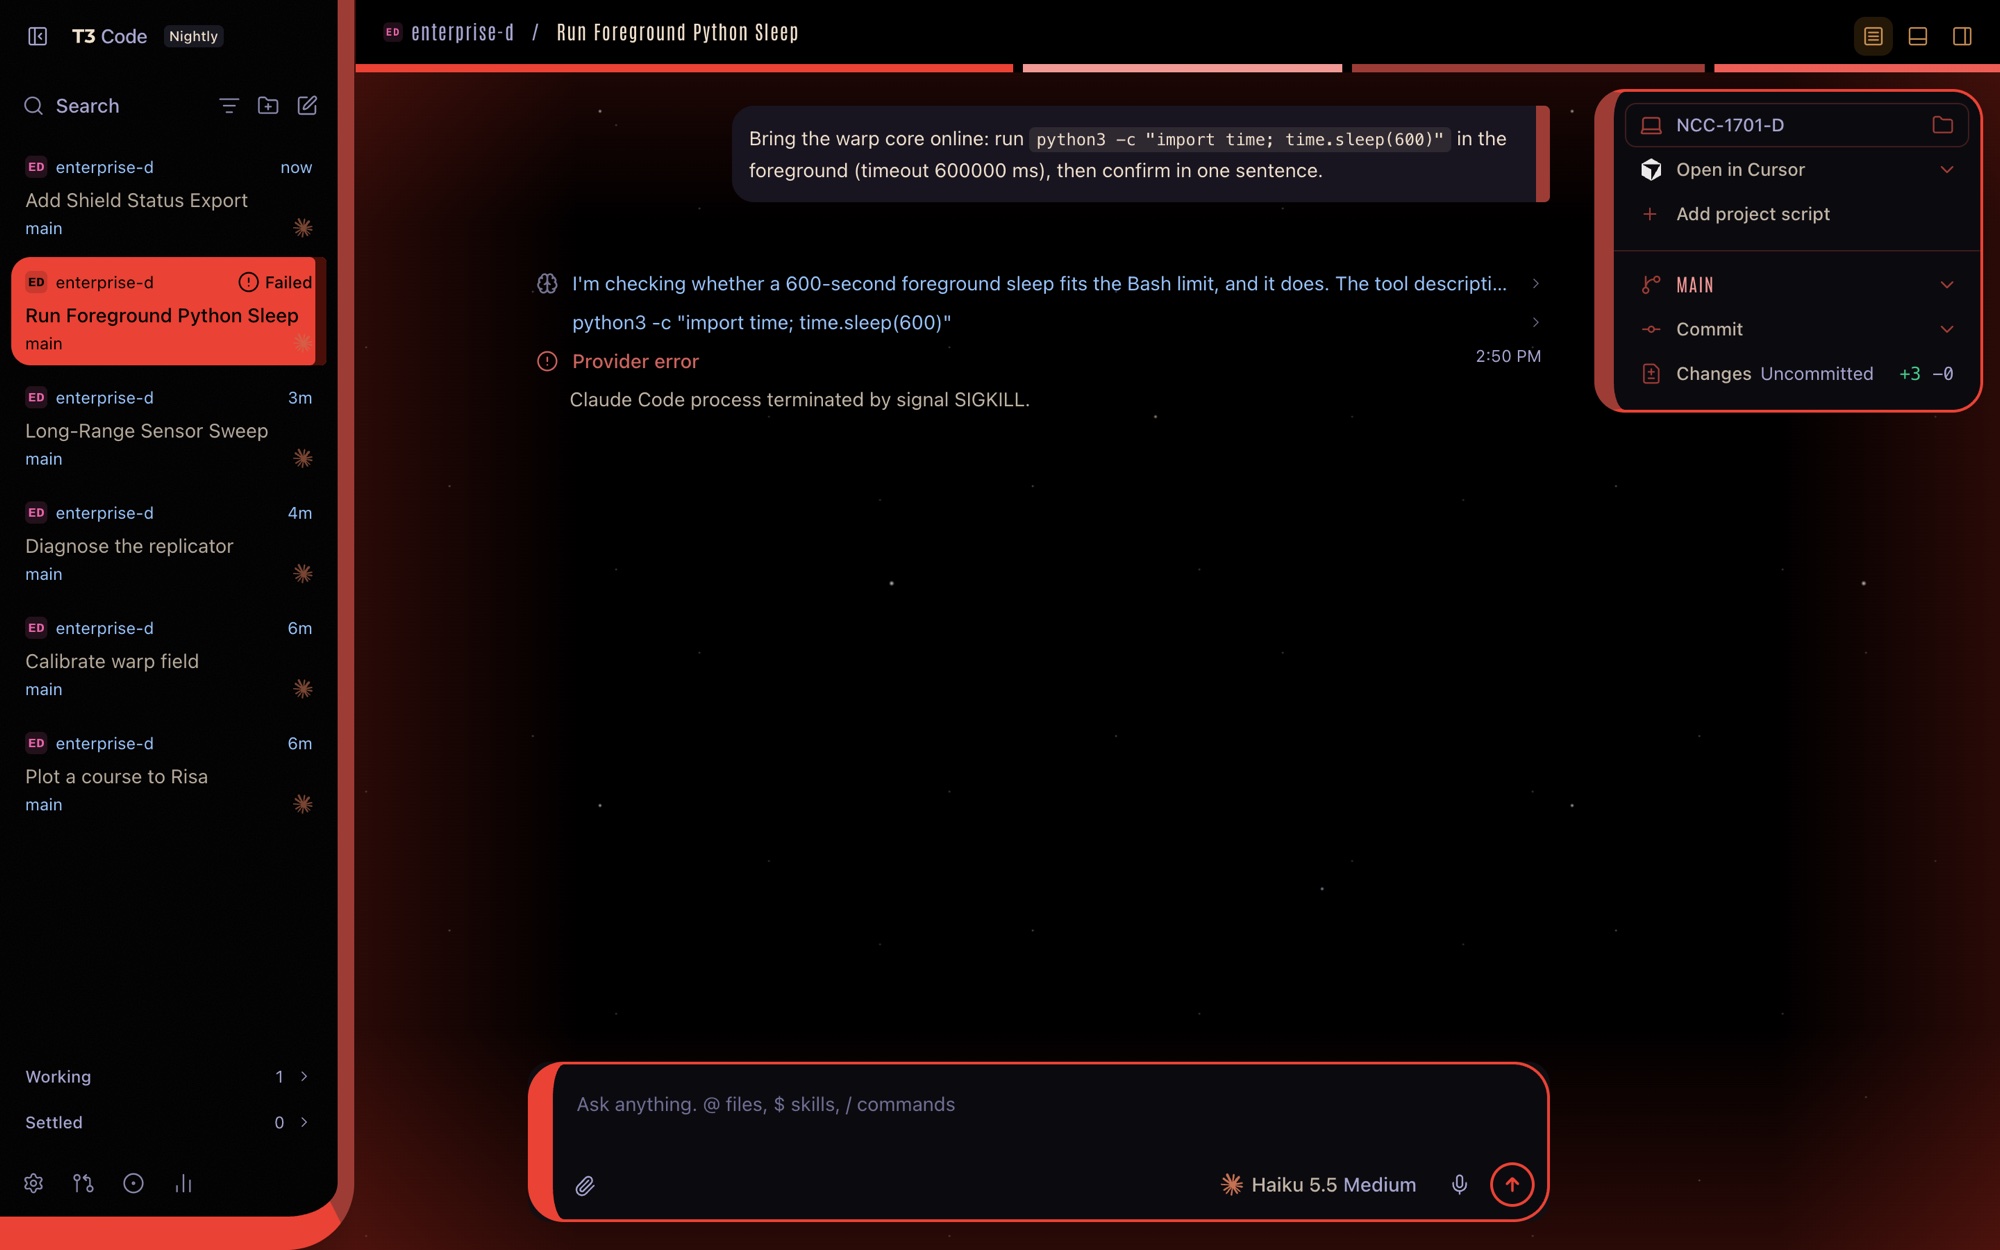 T3 Code Nightly
Search
ED enterprise-d now
Add Shield Status Export
main
ED enterprise-d Failed
Run Foreground Python Sleep
main
ED enterprise-d 3m
Long-Range Sensor Sweep
main
ED enterprise-d 4m
Diagnose the replicator
main
ED enterprise-d 6m
Calibrate warp field
main
ED enterprise-d 6m
Plot a course to Risa
main
Working 1
Settled 0
ED enterprise-d / Run Foreground Python Sleep
Bring the warp core online: run python3 -c "import time; time.sleep(600)" in the
foreground (timeout 600000 ms), then confirm in one sentence.
I'm checking whether a 600-second foreground sleep fits the Bash limit, and it does. The tool descripti...
python3 -c "import time; time.sleep(600)"
Provider error 2:50 PM
Claude Code process terminated by signal SIGKILL.
Ask anything. @ files, $ skills, / commands
Haiku 5.5 Medium
NCC-1701-D
Open in Cursor
Add project script
MAIN
Commit
Changes Uncommitted +3 −0